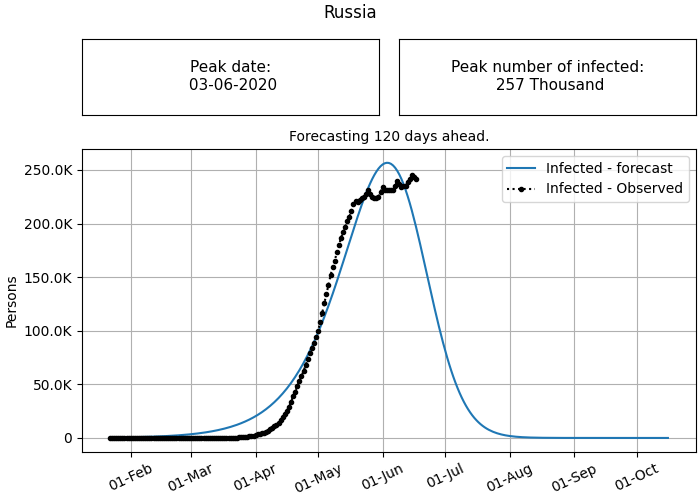 Russia
Peak date:
03-06-2020
Peak number of infected:
257 Thousand
Forecasting 120 days ahead.
Infected - forecast
Infected - Observed
Persons
250.0K
200.0K
150.0K
100.0K
50.0K
0
01-Feb
01-Mar
01-Apr
01-May
01-Jun
01-Jul
01-Aug
01-Sep
01-Oct